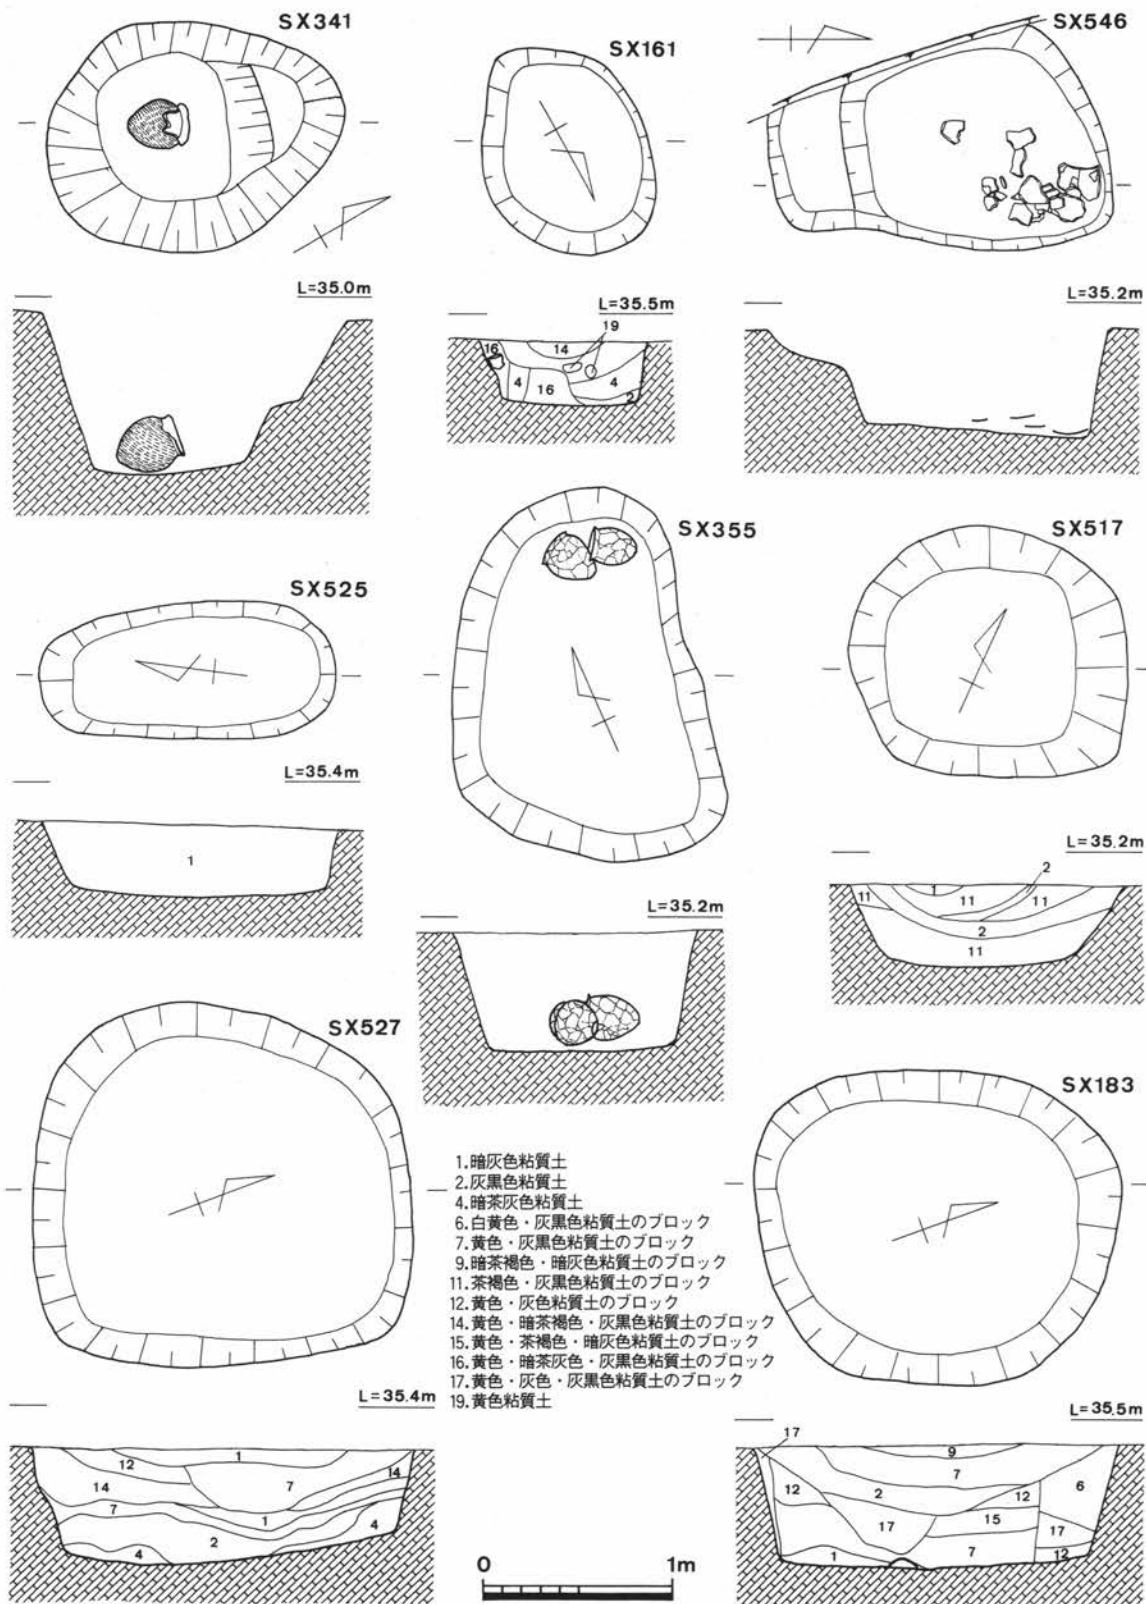 SX341
SX161
SX546
L=35.0m
L=35.5m
L=35.2m
19
16
14
4
16
4
2
SX525
SX355
SX517
L=35.4m
1
L=35.2m
L=35.2m
2
1
11
11
11
2
11
SX527
SX183
1.暗灰色粘質土
2.灰黒色粘質土
4.暗茶灰色粘質土
6.白黄色・灰黒色粘質土のブロック
7.黄色・灰黒色粘質土のブロック
9.暗茶褐色・暗灰色粘質土のブロック
11.茶褐色・灰黒色粘質土のブロック
12.黄色・灰色粘質土のブロック
14.黄色・暗茶褐色・灰黒色粘質土のブロック
15.黄色・茶褐色・暗灰色粘質土のブロック
16.黄色・暗茶灰色・灰黒色粘質土のブロック
17.黄色・灰色・灰黒色粘質土のブロック
19.黄色粘質土
L=35.4m
L=35.5m
12
1
14
7
14
7
1
2
4
4
0
1m
17
9
7
6
12
2
12
15
17
17
1
7
12